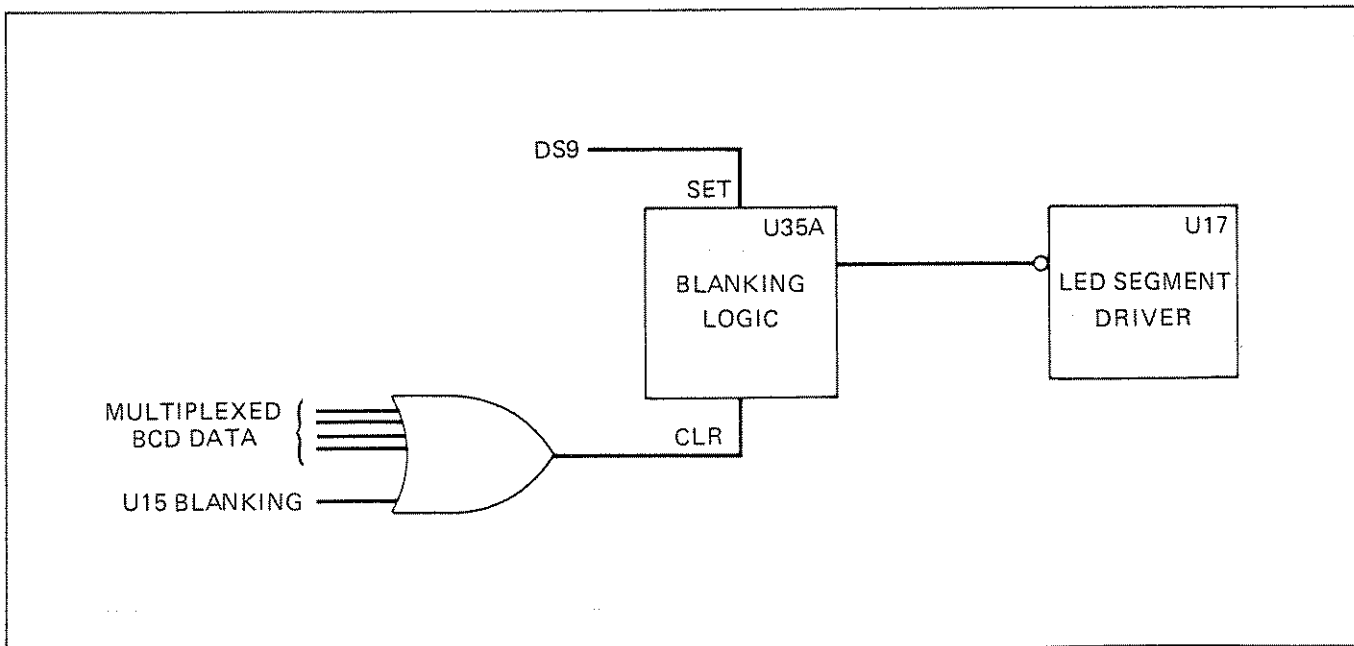 DS9
SET
U35A
BLANKING
LOGIC
U17
LED SEGMENT
DRIVER
MULTIPLEXED
BCD DATA
CLR
U15 BLANKING